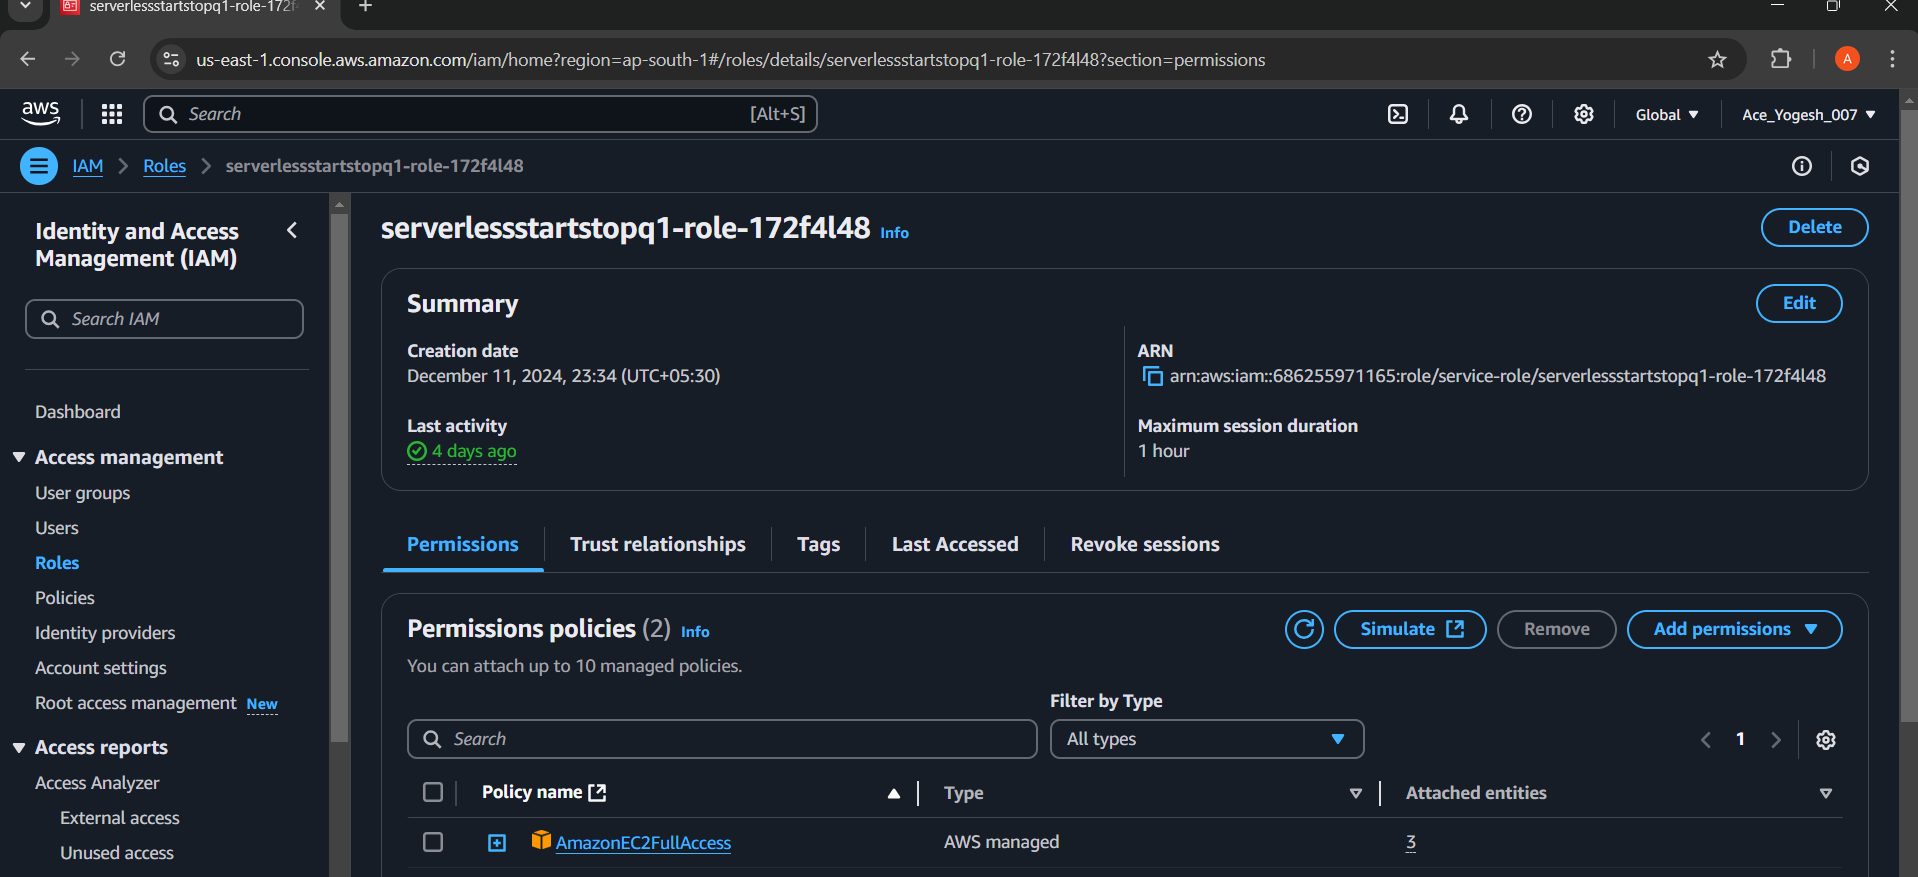 serverlessstartstopq1-role-172f
us-east-1.console.aws.amazon.com/iam/home?region=ap-south-1#/roles/details/serverlessstartstopq1-role-172f4l48?section=permissions
A
aws
Search
[Alt+S]
Global
Ace_Yogesh_007
IAM
Roles
serverlessstartstopq1-role-172f4l48
Identity and Access
Management (IAM)
Search IAM
Dashboard
Access management
User groups
Users
Roles
Policies
Identity providers
Account settings
Root access management New
Access reports
Access Analyzer
External access
Unused access
serverlessstartstopq1-role-172f4l48 Info
Delete
Summary
Edit
Creation date
December 11, 2024, 23:34 (UTC+05:30)
ARN
arn:aws:iam::686255971165:role/service-role/serverlessstartstopq1-role-172f4l48
Last activity
4 days ago
Maximum session duration
1 hour
Permissions
Trust relationships
Tags
Last Accessed
Revoke sessions
Permissions policies (2) Info
Simulate
Remove
Add permissions
You can attach up to 10 managed policies.
Filter by Type
Search
All types
1
Policy name
Type
Attached entities
AmazonEC2FullAccess
AWS managed
3